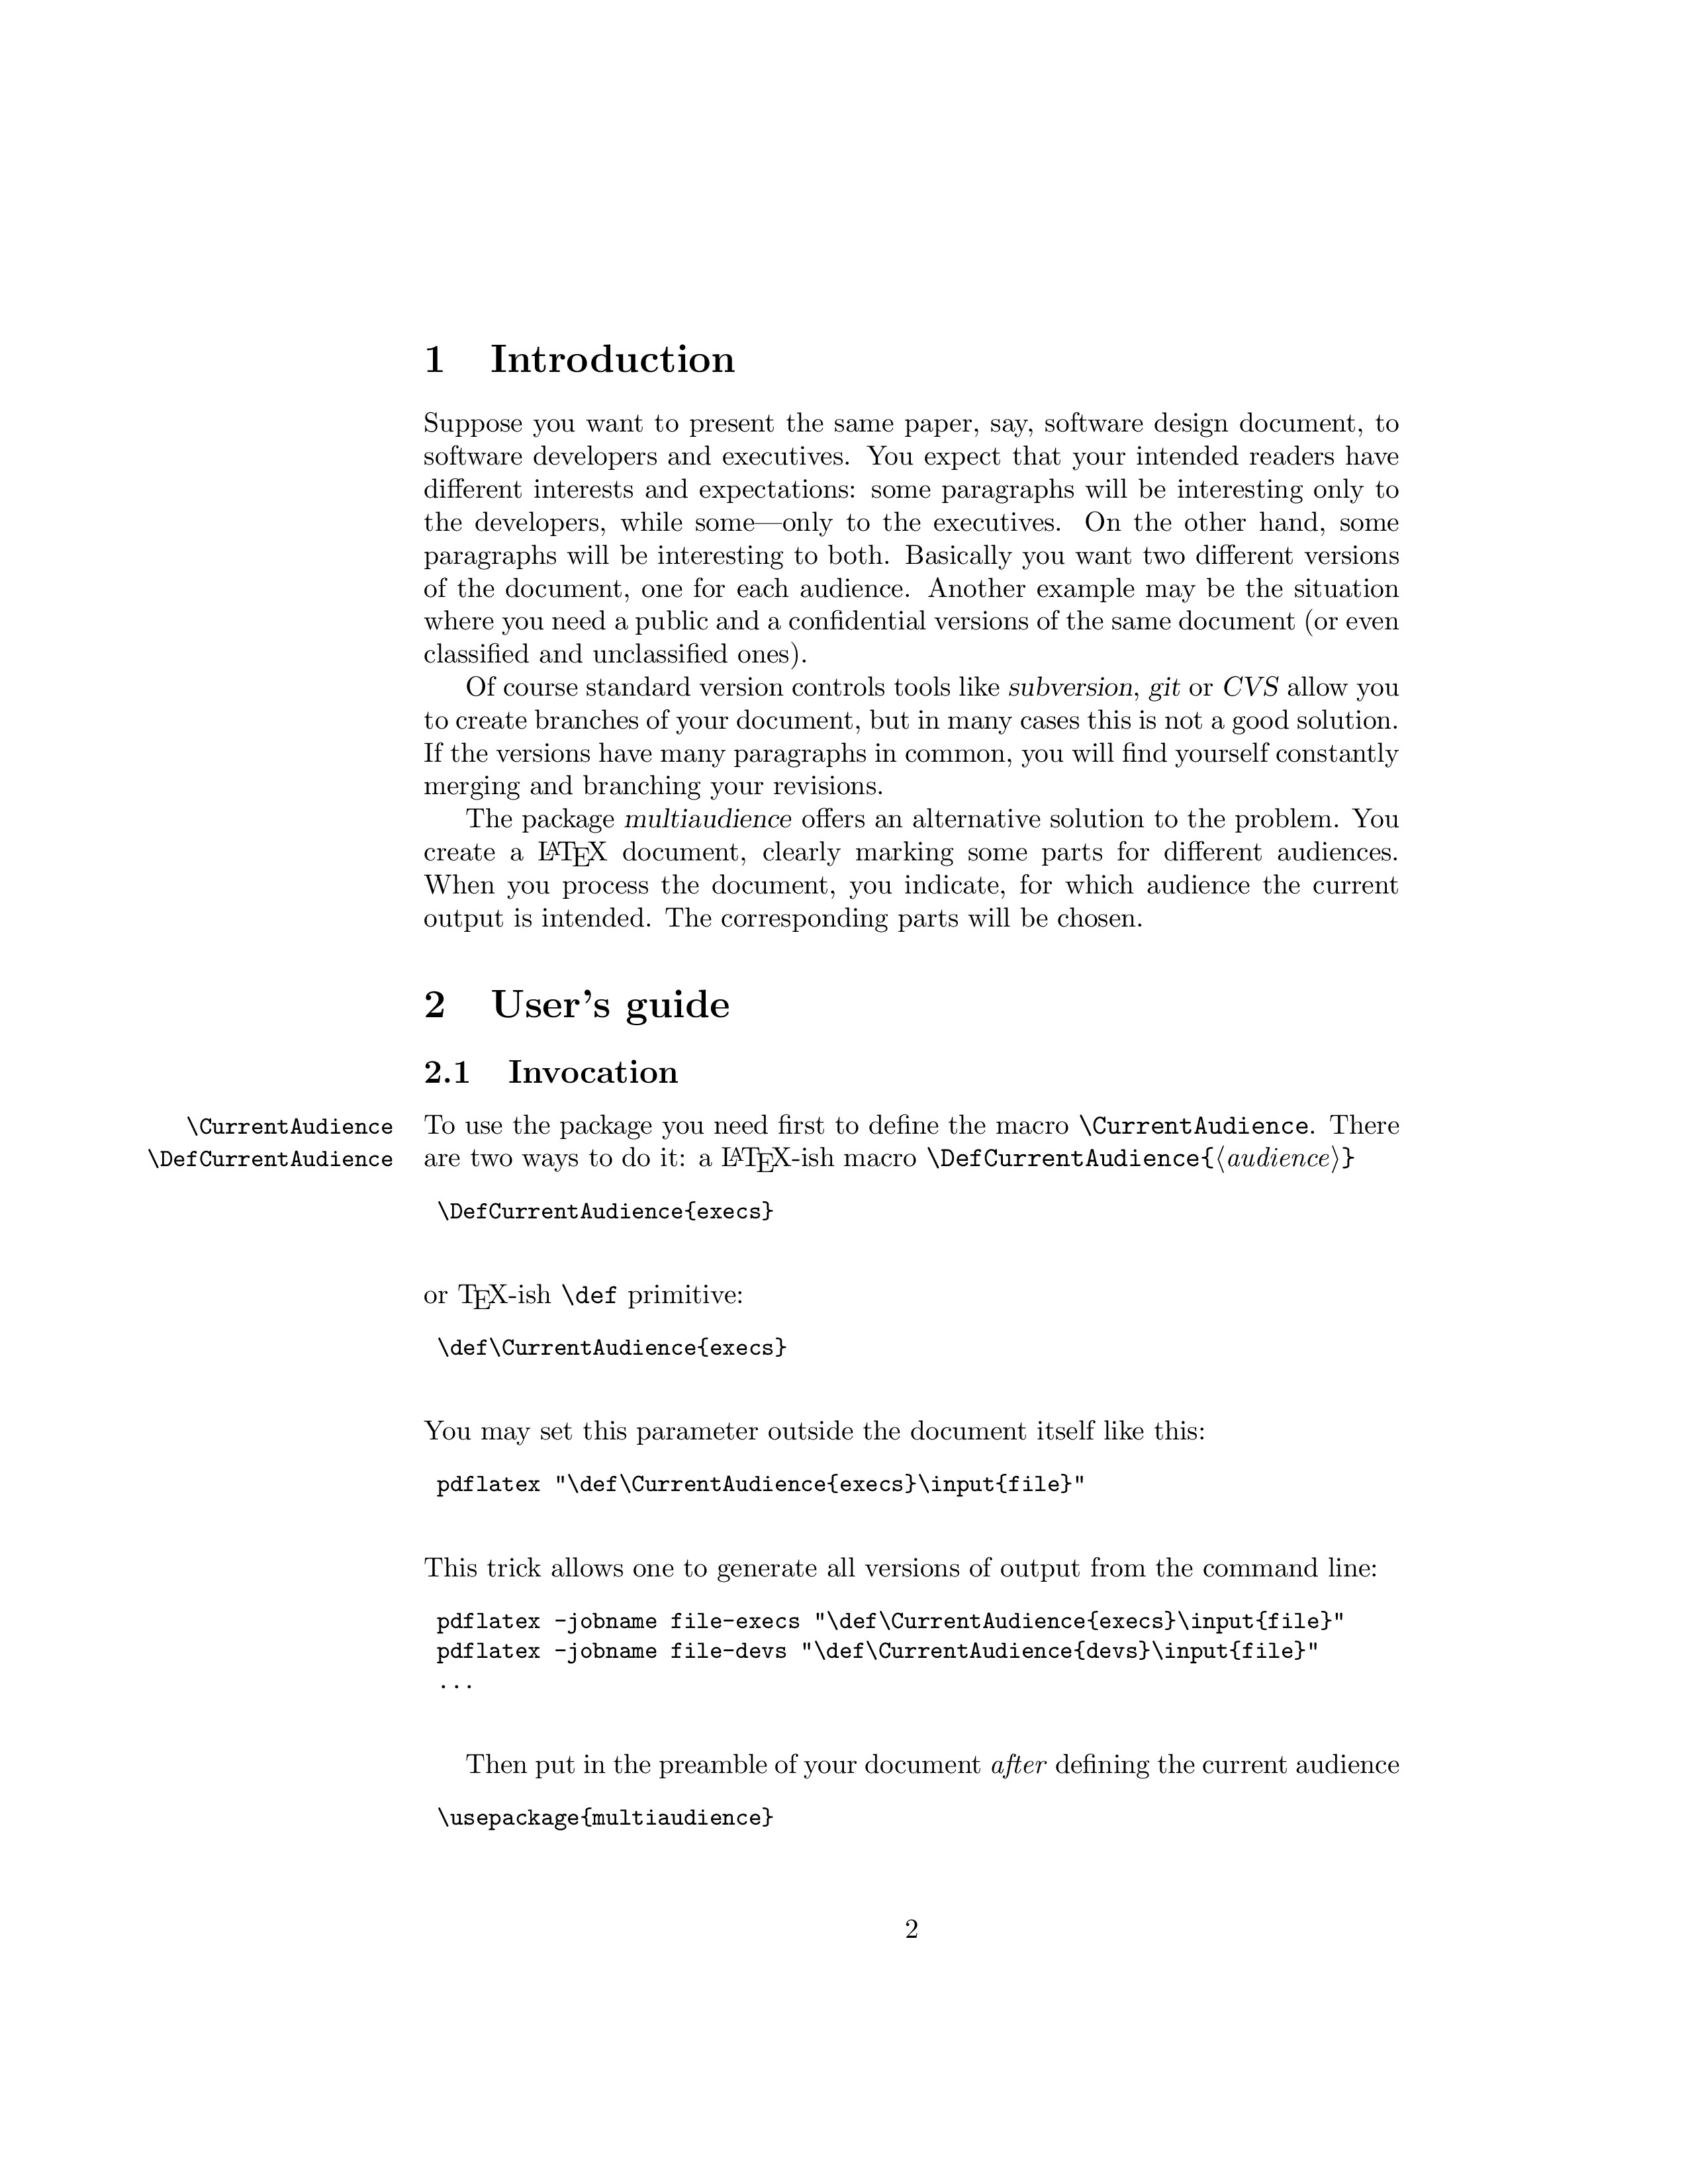 1 Introduction
Suppose you want to present the same paper, say, software design document, to
software developers and executives. You expect that your intended readers have
different interests and expectations: some paragraphs will be interesting only to
the developers, while some—only to the executives. On the other hand, some
paragraphs will be interesting to both. Basically you want two different versions
of the document, one for each audience. Another example may be the situation
where you need a public and a confidential versions of the same document (or even
classified and unclassified ones).
Of course standard version controls tools like subversion, git or CVS allow you
to create branches of your document, but in many cases this is not a good solution.
If the versions have many paragraphs in common, you will find yourself constantly
merging and branching your revisions.
The package multiaudience offers an alternative solution to the problem. You
create a LATEX document, clearly marking some parts for different audiences.
When you process the document, you indicate, for which audience the current
output is intended. The corresponding parts will be chosen.
2 User's guide
2.1 Invocation
\CurrentAudience To use the package you need first to define the macro \CurrentAudience. There
\DefCurrentAudience are two ways to do it: a LATEX-ish macro \DefCurrentAudience{⟨audience⟩}
\DefCurrentAudience{execs}
or TEX-ish \def primitive:
\def\CurrentAudience{execs}
You may set this parameter outside the document itself like this:
pdflatex "\def\CurrentAudience{execs}\input{file}"
This trick allows one to generate all versions of output from the command line:
pdflatex -jobname file-execs "\def\CurrentAudience{execs}\input{file}"
pdflatex -jobname file-devs "\def\CurrentAudience{devs}\input{file}"
...
Then put in the preamble of your document after defining the current audience
\usepackage{multiaudience}
2